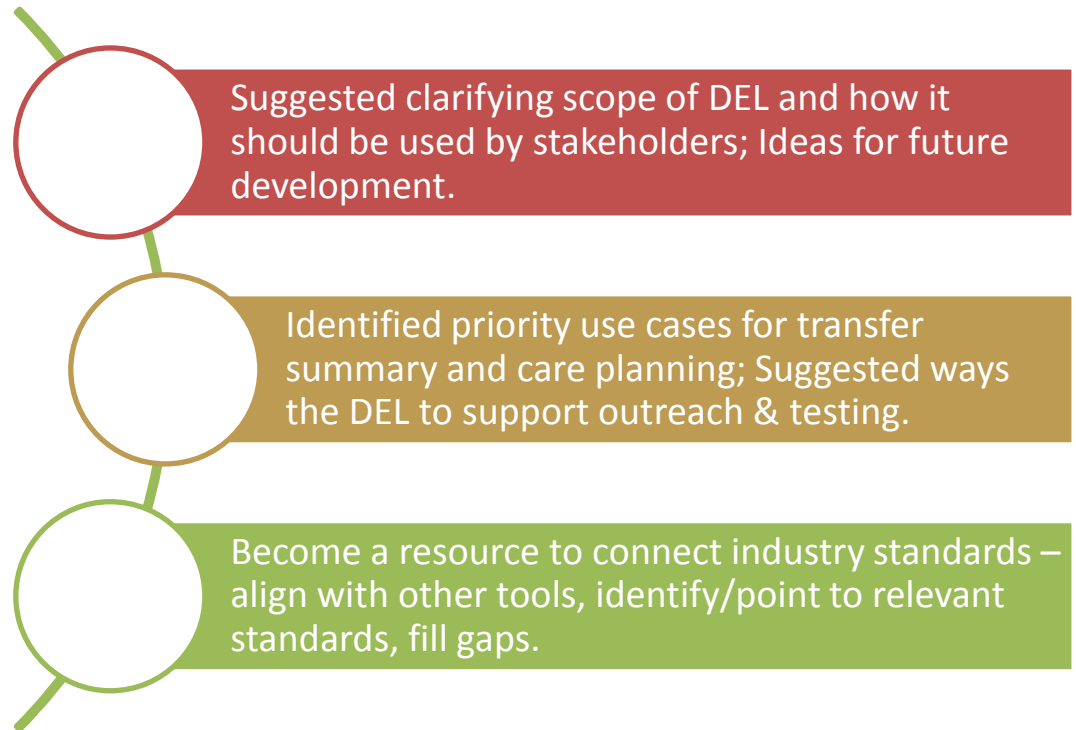 Suggested clarifying scope of DEL and how it
should be used by stakeholders; Ideas for future
development.
Identified priority use cases for transfer
summary and care planning; Suggested ways
the DEL to support outreach & testing.
Become a resource to connect industry standards –
align with other tools, identify/point to relevant
standards, fill gaps.